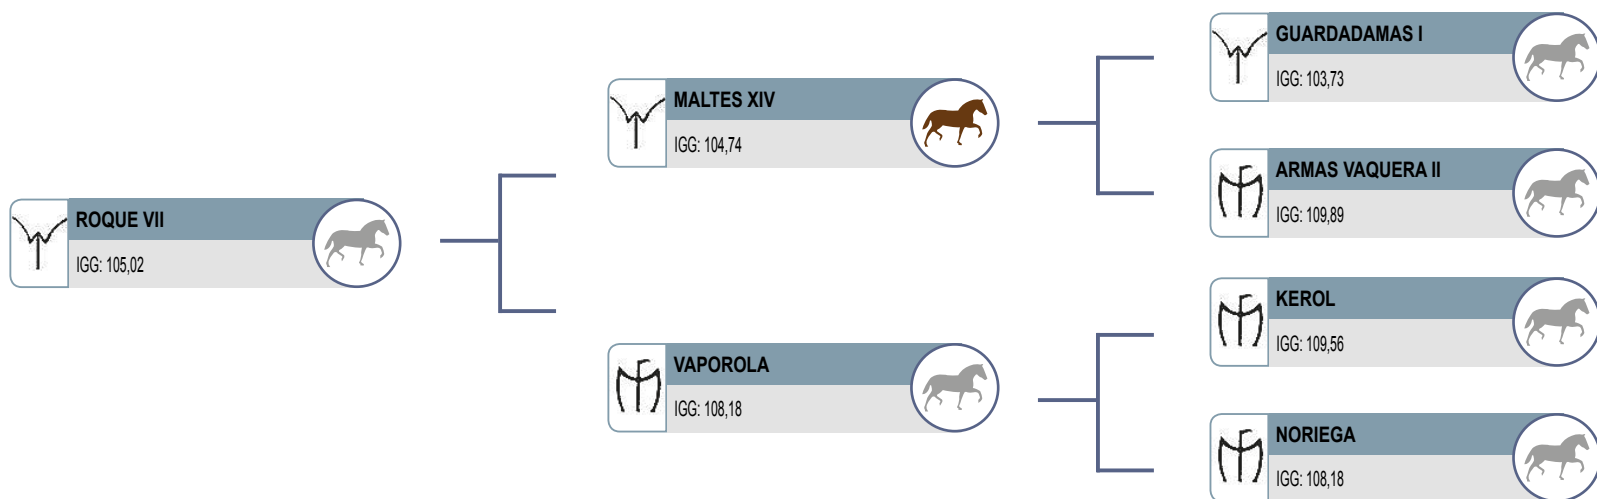 ROQUE VII
IGG: 105,02
MALTES XIV
IGG: 104,74
VAPOROLA
IGG: 108,18
GUARDADAMAS I
IGG: 103,73
ARMAS VAQUERA II
IGG: 109,89
KEROL
IGG: 109,56
NORIEGA
IGG: 108,18